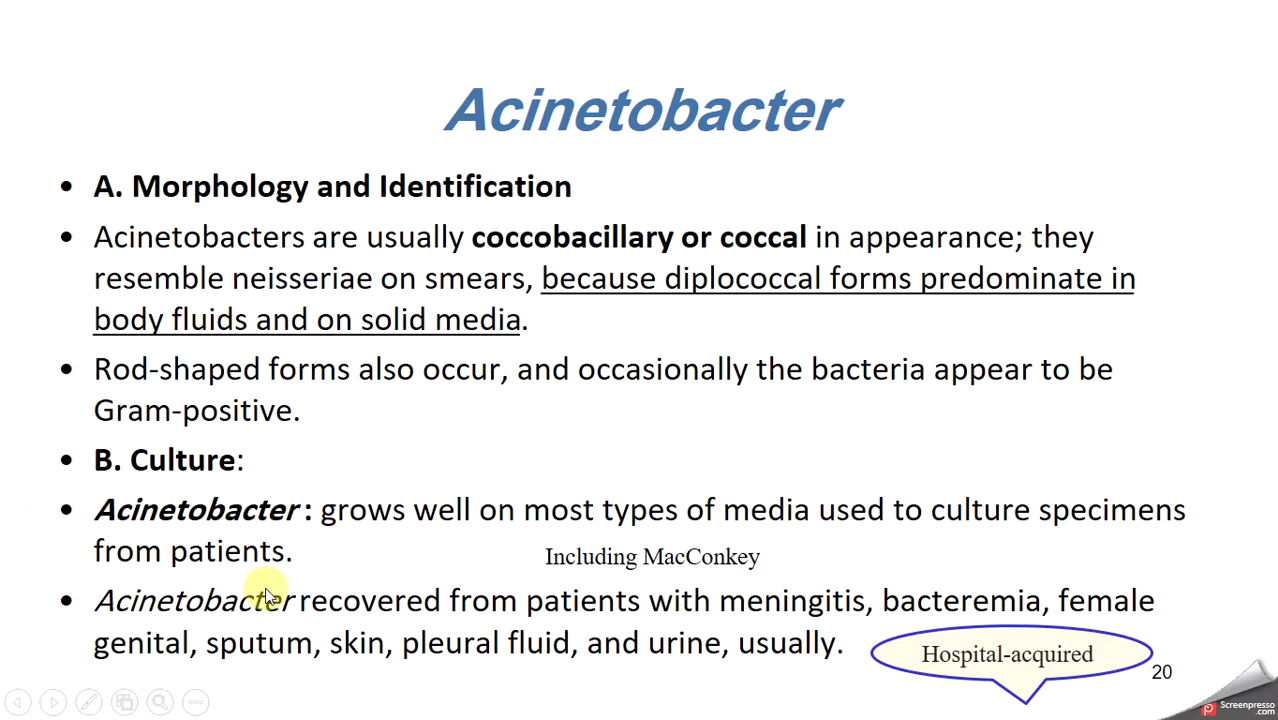 Acinetobacter
• A. Morphology and Identification
• Acinetobacters are usually coccobacillary or coccal in appearance; they
resemble neisseriae on smears, because diplococcal forms predominate in
body fluids and on solid media.
• Rod-shaped forms also occur, and occasionally the bacteria appear to be
Gram-positive.
• B. Culture:
• Acinetobacter : grows well on most types of media used to culture specimens
from patients.
Including MacConkey
• Acinetobacter recovered from patients with meningitis, bacteremia, female
genital, sputum, skin, pleural fluid, and urine, usually.
Hospital-acquired
20
Screenpresso
.com